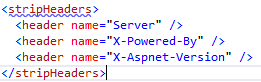 <stripHeaders>
<header name="Server" />
<header name="X-Powered-By" />
<header name="X-Aspnet-Version" />
</stripHeaders>